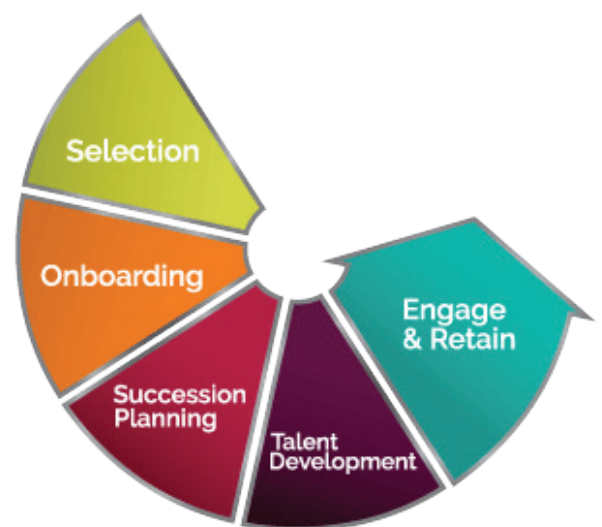 Selection
Onboarding
Succession
Planning
Talent
Development
Engage
& Retain